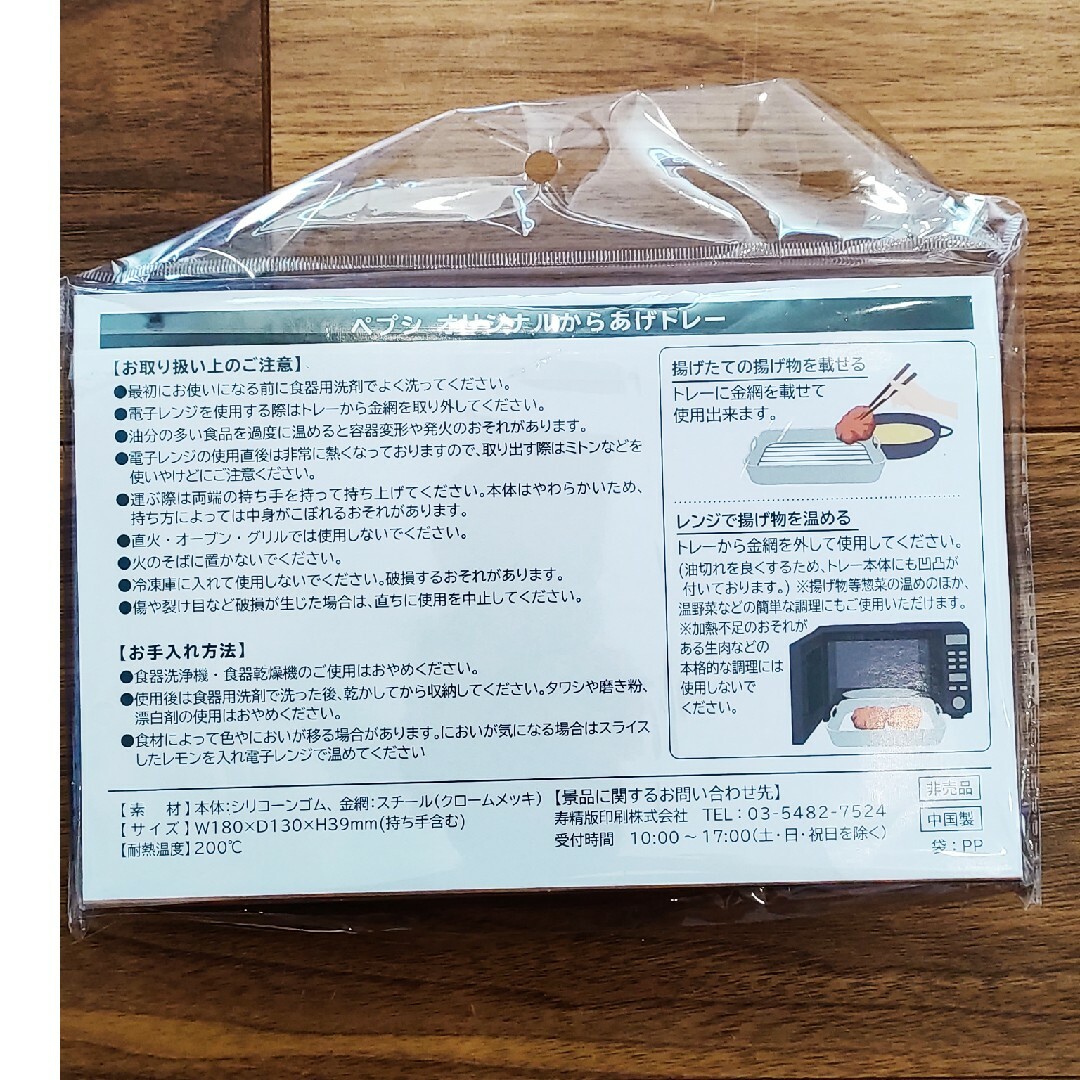 ペプシ オリジナルからあげトレー
【お取り扱い上のご注意】
●最初にお使いになる前に食器用洗剤でよく洗ってください。
●電子レンジを使用する際はトレーから金網を取り外してください。
●油分の多い食品を過度に温めると容器変形や発火のおそれがあります。
●電子レンジの使用直後は非常に熱くなっておりますので、取り出す際はミトンなどを
使いやけどにご注意ください。
●運ぶ際は両端の持ち手を持って持ち上げてください。本体はやわらかいため、
持ち方によっては中身がこぼれるおそれがあります。
●直火・オーブン・グリルでは使用しないでください。
●火のそばに置かないでください。
●冷凍庫に入れて使用しないでください。破損するおそれがあります。
●傷や裂け目など破損が生じた場合は、直ちに使用を中止してください。
【お手入れ方法】
●食器洗浄機・食器乾燥機のご使用はおやめください。
●使用後は食器用洗剤で洗った後、乾かしてから収納してください。タワシや磨き粉、
漂白剤の使用はおやめください。
●食材によって色やにおいが移る場合があります。においが気になる場合はスライス
したレモンを入れ電子レンジで温めてください
揚げたての揚げ物を載せる
トレーに金網を載せて
使用出来ます。
レンジで揚げ物を温める
トレーから金網を外して使用してください。
(油切れを良くするため、トレー本体にも凹凸が
付いております。) ※揚げ物等惣菜の温めのほか、
温野菜などの簡単な調理にもご使用いただけます。
※加熱不足のおそれが
ある生肉などの
本格的な調理には
使用しないで
ください。
【素 材】本体:シリコーンゴム、金網:スチール(クロームメッキ)
【サイズ】W180×D130×H39mm(持ち手含む)
【耐熱温度】200℃
【景品に関するお問い合わせ先】
寿精版印刷株式会社 TEL:03-5482-7524
受付時間 10:00~17:00(土・日・祝日を除く)
非売品
中国製
袋:PP